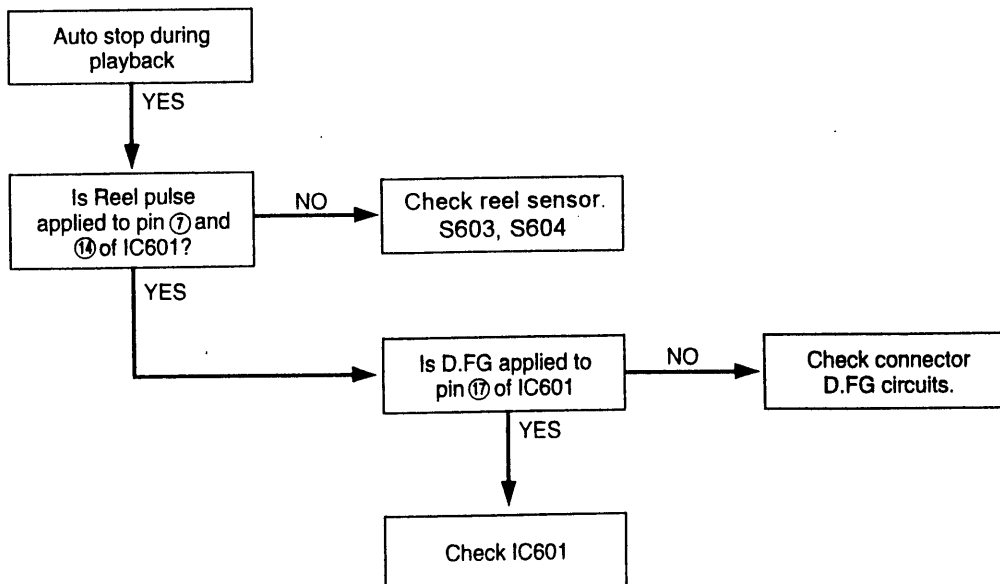 Auto stop during
playback
YES
Is Reel pulse
applied to pin ⑦ and
⑭ of IC601?
NO
Check reel sensor.
S603, S604
YES
Is D.FG applied to
pin ⑰ of IC601
NO
Check connector
D.FG circuits.
YES
Check IC601